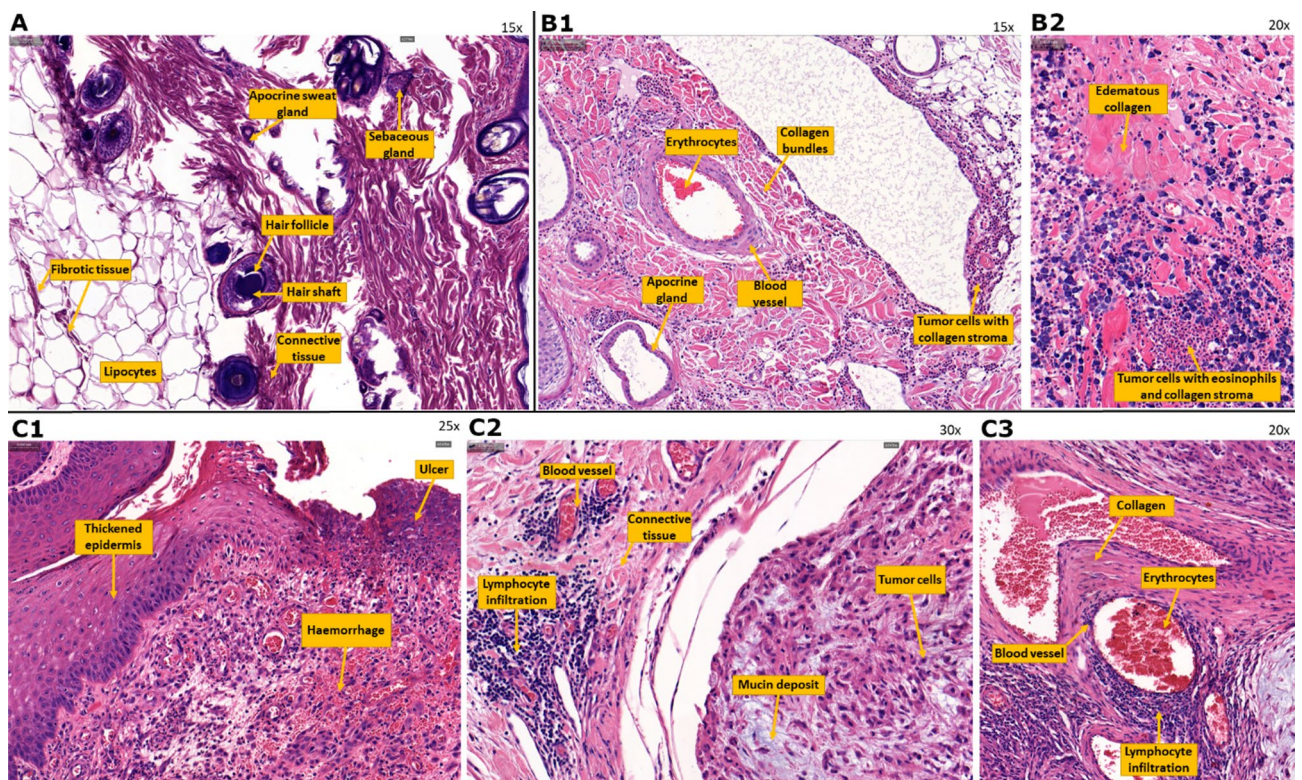 A
15x
Apocrine sweat
gland
Sebaceous
gland
Hair follicle
Fibrotic tissue
Hair shaft
Connective
tissue
Lipocytes
B1
15x
Erythrocytes
Collagen
bundles
Apocrine
gland
Blood
vessel
Tumor cells with
collagen stroma
B2
20x
Edematous
collagen
Tumor cells with eosinophils
and collagen stroma
C1
25x
Ulcer
Thickened
epidermis
Haemorrhage
C2
30x
Blood vessel
Connective
tissue
Lymphocyte
infiltration
Tumor cells
Mucin deposit
C3
20x
Collagen
Erythrocytes
Blood vessel
Lymphocyte
infiltration